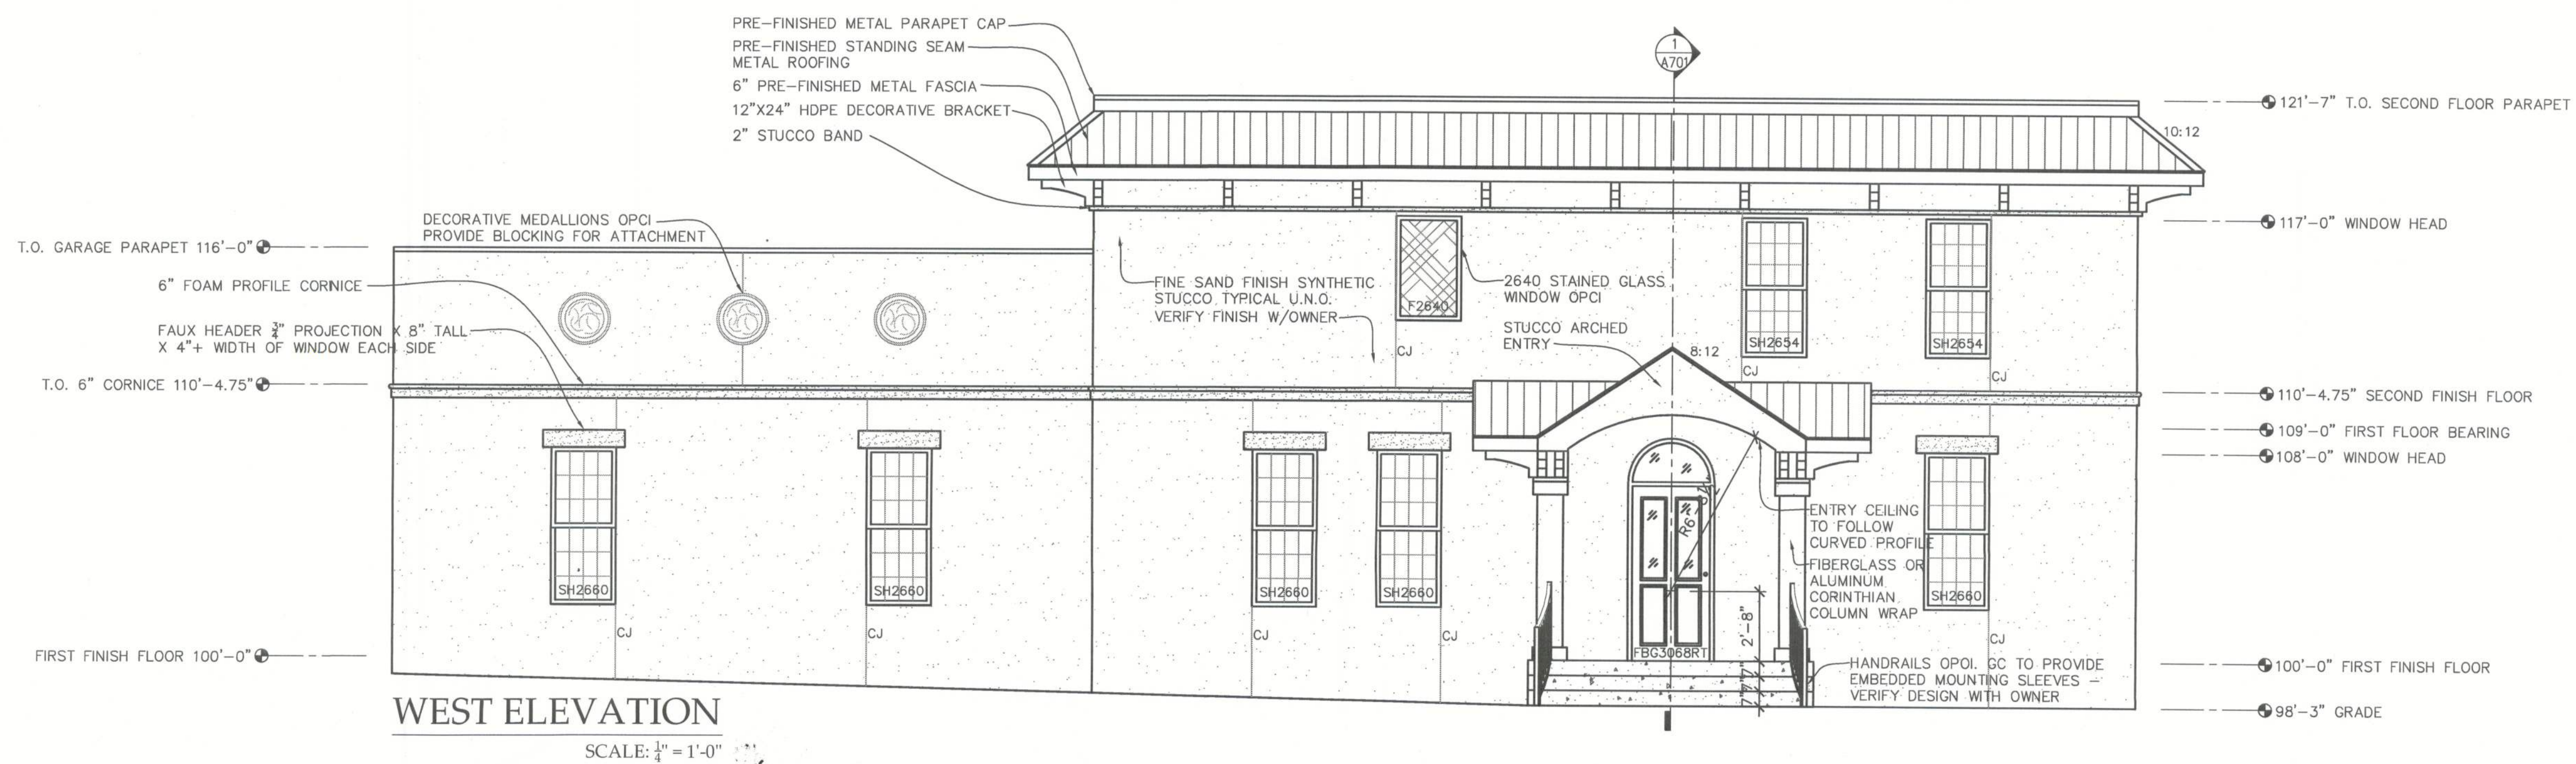 PRE-FINISHED METAL PARAPET CAP
PRE-FINISHED STANDING SEAM
METAL ROOFING
6" PRE-FINISHED METAL FASCIA
12"X24" HDPE DECORATIVE BRACKET
2" STUCCO BAND
1
A701
121'-7" T.O. SECOND FLOOR PARAPET
10:12
DECORATIVE MEDALLIONS OPCI
PROVIDE BLOCKING FOR ATTACHMENT
T.O. GARAGE PARAPET 116'-0"
117'-0" WINDOW HEAD
6" FOAM PROFILE CORNICE
FAUX HEADER ¾" PROJECTION X 8" TALL
X 4"+ WIDTH OF WINDOW EACH SIDE
FINE SAND FINISH SYNTHETIC
STUCCO TYPICAL U.N.O.
VERIFY FINISH W/OWNER
F2640
2640 STAINED GLASS
WINDOW OPCI
STUCCO ARCHED
ENTRY
8:12
SH2654
SH2654
CJ
CJ
CJ
T.O. 6" CORNICE 110'-4.75"
110'-4.75" SECOND FINISH FLOOR
109'-0" FIRST FLOOR BEARING
108'-0" WINDOW HEAD
ENTRY CEILING
TO FOLLOW
CURVED PROFILE
FIBERGLASS OR
ALUMINUM
CORINTHIAN
COLUMN WRAP
SH2660
SH2660
SH2660
SH2660
SH2660
2'-8"
CJ
CJ
CJ
CJ
CJ
FBG3068RT
7"
7"
7"
FIRST FINISH FLOOR 100'-0"
100'-0" FIRST FINISH FLOOR
HANDRAILS OPOI. GC TO PROVIDE
EMBEDDED MOUNTING SLEEVES –
VERIFY DESIGN WITH OWNER
98'-3" GRADE
WEST ELEVATION
SCALE: ¼" = 1'-0"